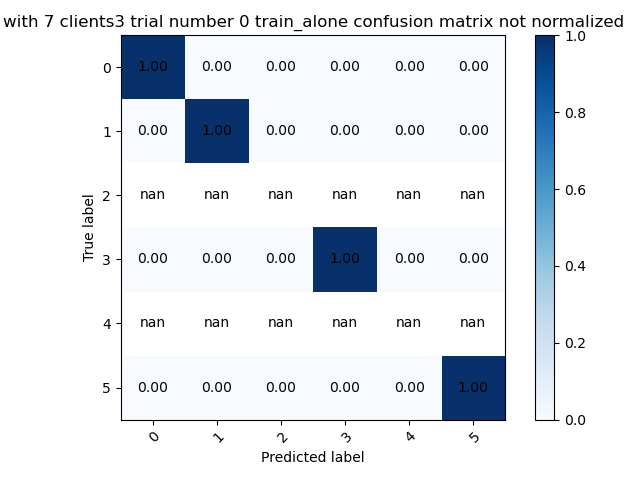 with 7 clients3 trial number 0 train_alone confusion matrix not normalized
1.0
0 1.00 0.00 0.00 0.00 0.00 0.00
0.8
1 0.00 1.00 0.00 0.00 0.00 0.00
2 nan nan nan nan nan nan
0.6
True label
3 0.00 0.00 0.00 1.00 0.00 0.00
0.4
4 nan nan nan nan nan nan
0.2
5 0.00 0.00 0.00 0.00 0.00 1.00
0.0
0 1 2 3 4 5
Predicted label